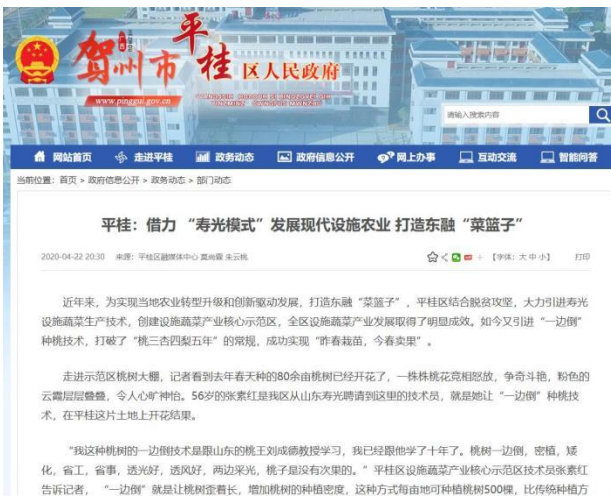 贺州市 平桂 区人民政府
www.pinggui.gov.cn
请输入搜索内容
网站首页 走进平桂 政务动态 政府信息公开 网上办事 互动交流 智能问答
当前位置：首页 > 政府信息公开 > 政务动态 > 部门动态
平桂：借力 “寿光模式”发展现代设施农业 打造东融 “菜篮子”
2020-04-22 20:30 来源：平桂区融媒体中心 莫尚霖 朱云帆 【字体：大 中 小】 打印
近年来，为实现当地农业转型升级和创新驱动发展，打造东融 “菜篮子” ，平桂区结合脱贫攻坚，大力引进寿光
设施蔬菜生产技术，创建设施蔬菜产业核心示范区，全区设施蔬菜产业发展取得了明显成效。如今又引进 “一边倒”
种桃技术，打破了 “桃三杏四梨五年” 的常规，成功实现 “昨春栽苗，今春卖果” 。
走进示范区桃树大棚，记者看到去年春天种的80余亩桃树已经开花了，一株株桃花竞相怒放，争奇斗艳，粉色的
云霞层层叠叠，令人心旷神怡。56岁的张素红是我区从山东寿光聘请到这里的技术员，就是她让 “一边倒” 种桃技
术，在平桂这片土地上开花结果。
“我这种桃树的一边倒技术是跟山东的桃王刘成德教授学习，我已经跟他学了十年了。桃树一边倒，密植，矮
化，省工，省事，透光好，透风好，两边采光，桃子是没有次果的。” 平桂区设施蔬菜产业核心示范区技术员张素红
告诉记者， “一边倒” 就是让桃树歪着长，增加桃树的种植密度，这种方式每亩地可种植桃树500棵，比传统种植方